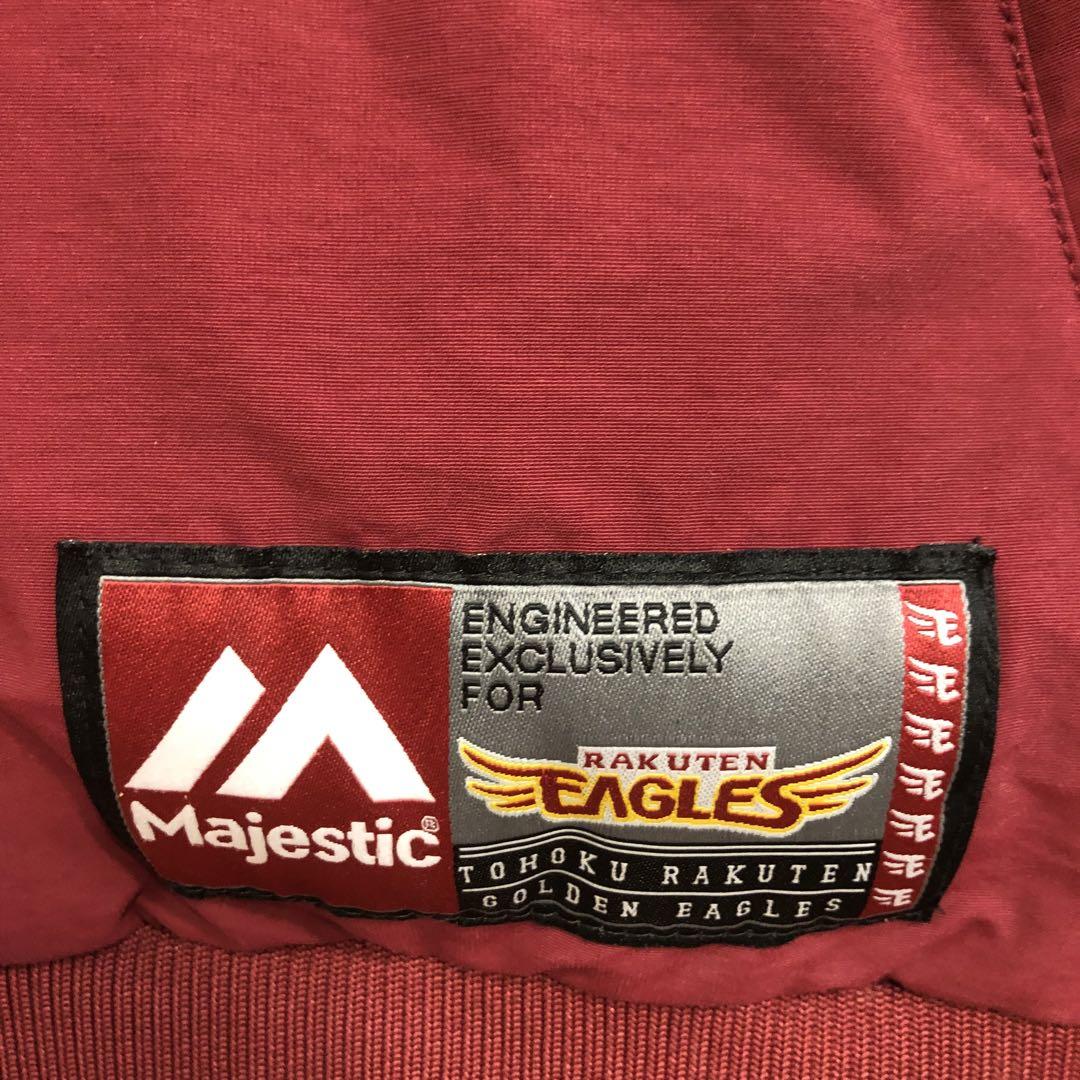 Majestic®
ENGINEERED
EXCLUSIVELY
FOR
RAKUTEN
EAGLES
TOHOKU RAKUTEN
GOLDEN EAGLES
E
E
E
E
E
E
E